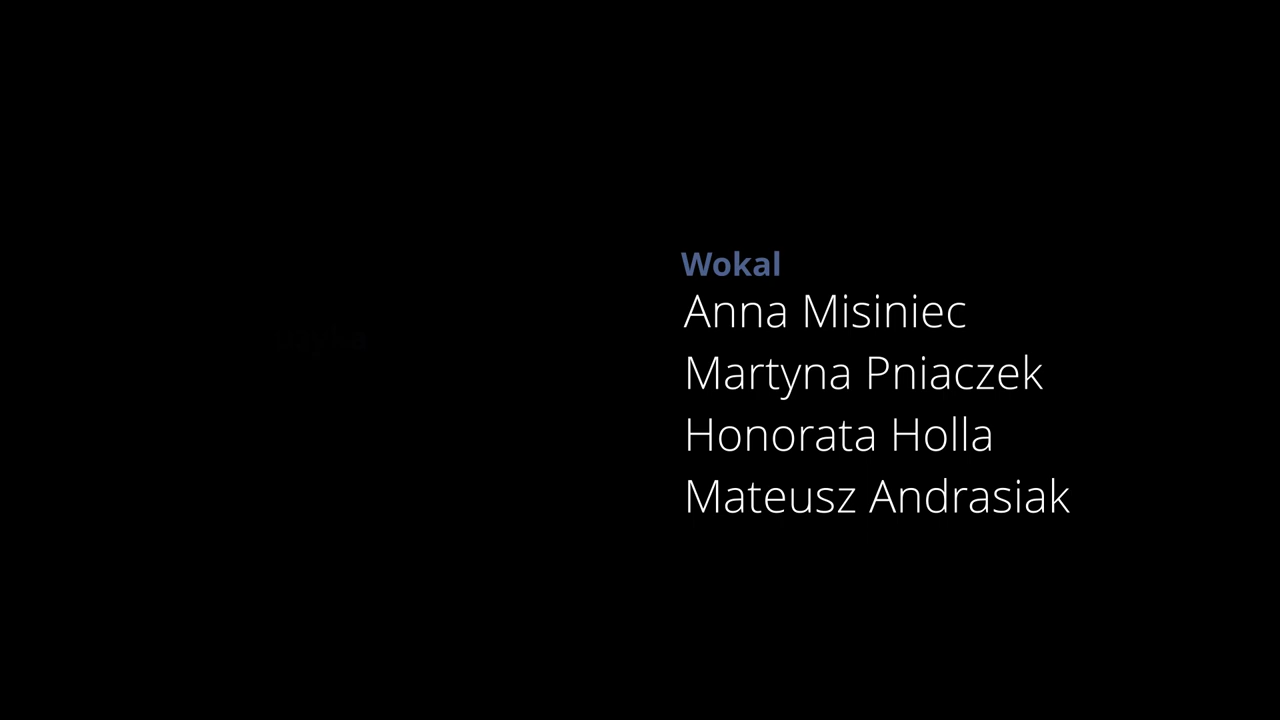 Wokal
Anna Misiniec
Martyna Pniaczek
Honorata Holla
Mateusz Andrasiak